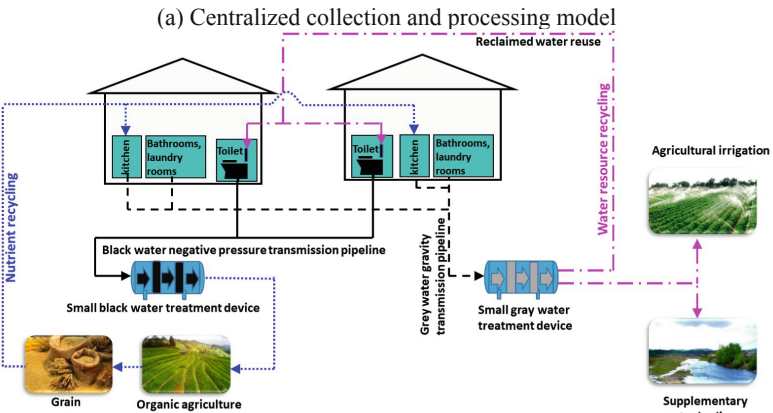 (a) Centralized collection and processing model
Reclaimed water reuse
kitchen
Bathrooms,
laundry
rooms
Toilet
Toilet
kitchen
Bathrooms,
laundry
rooms
Nutrient recycling
Water resource recycling
Agricultural irrigation
Black water negative pressure transmission pipeline
Grey water gravity
transmission pipeline
Small black water treatment device
Small gray water
treatment device
Grain
Organic agriculture
Supplementary